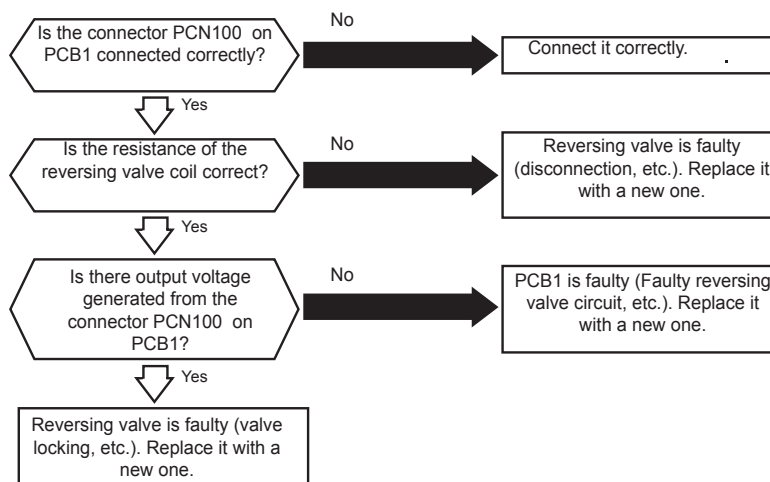 Is the connector PCN100 on
PCB1 connected correctly?
No
Connect it correctly.
Yes
Is the resistance of the
reversing valve coil correct?
No
Reversing valve is faulty
(disconnection, etc.). Replace it
with a new one.
Yes
Is there output voltage
generated from the
connector PCN100 on
PCB1?
No
PCB1 is faulty (Faulty reversing
valve circuit, etc.). Replace it
with a new one.
Yes
Reversing valve is faulty (valve
locking, etc.). Replace it with a
new one.